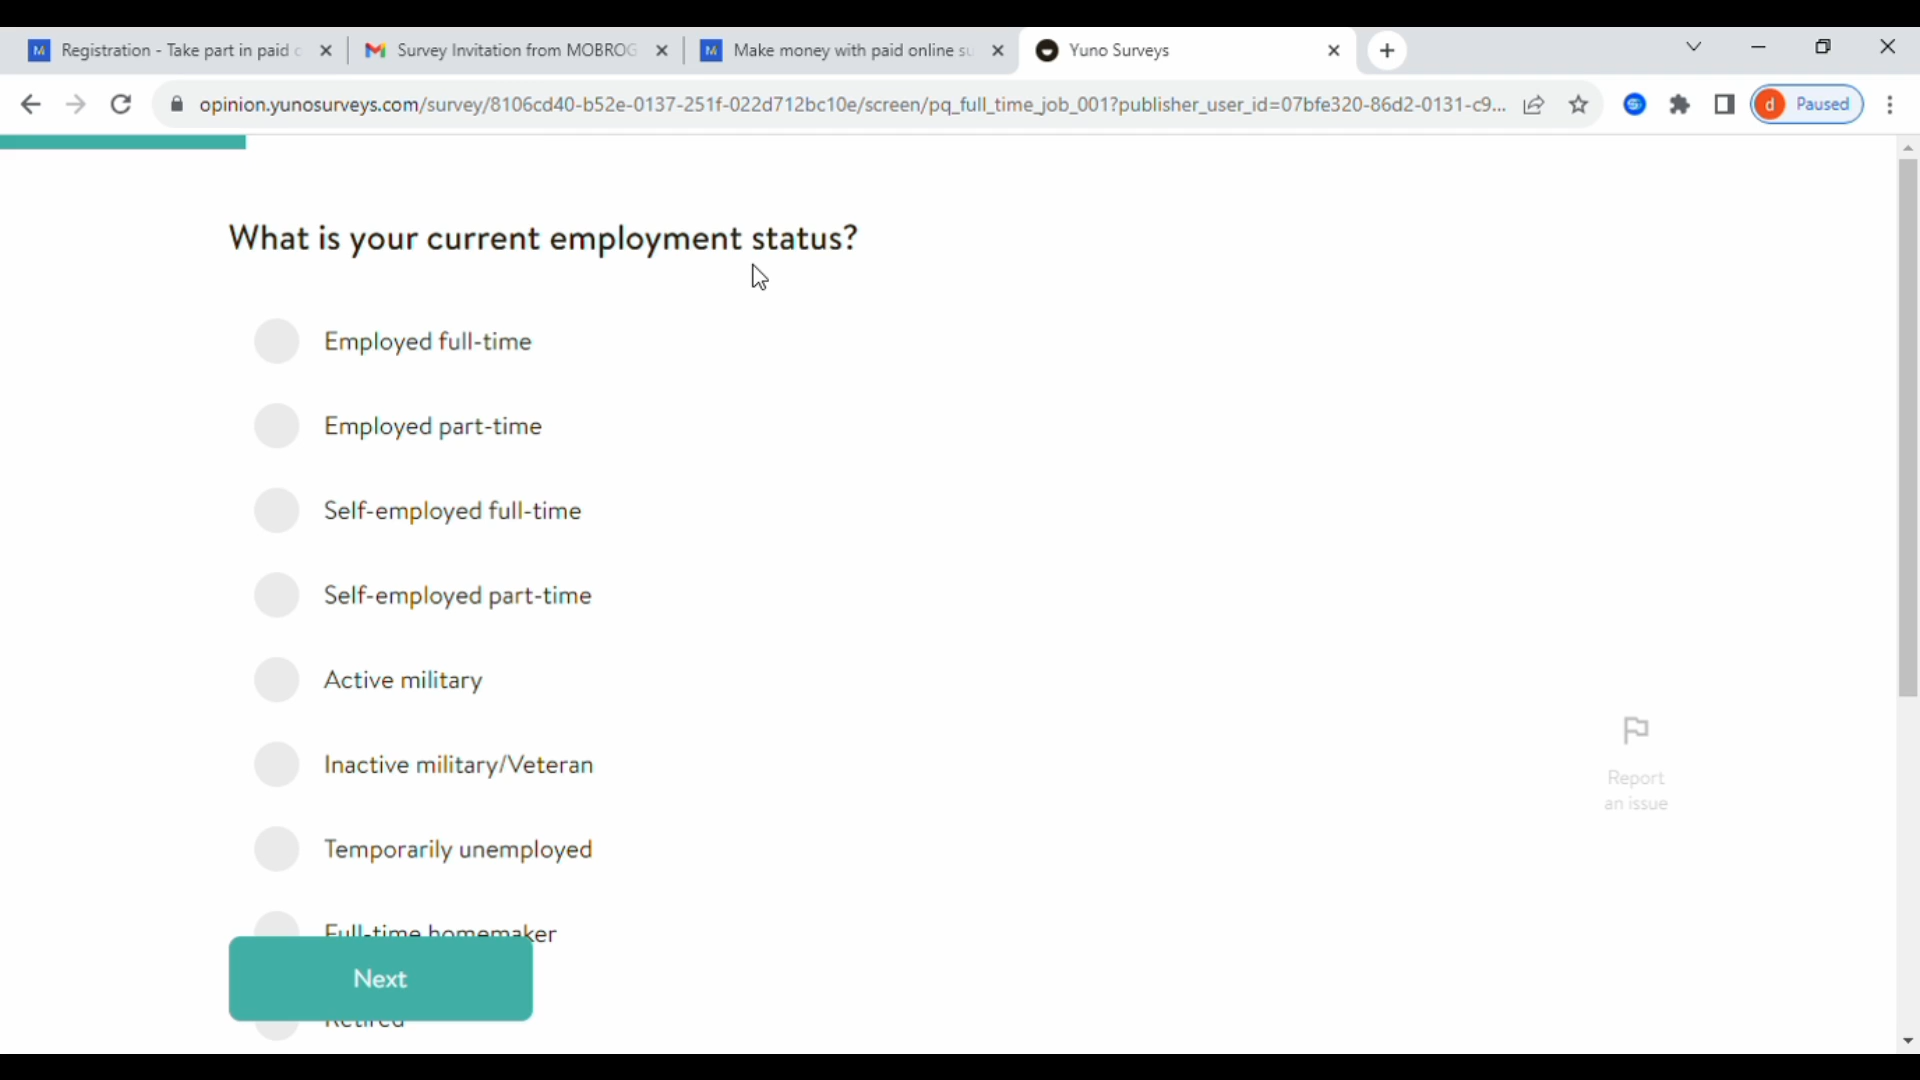 Registration - Take part in paid
Survey Invitation from MOBROG
Make money with paid online su
Yuno Surveys
opinion.yunosurveys.com/survey/8106cd40-b52e-0137-251f-022d712bc10e/screen/pq_full_time_job_001?publisher_user_id=07bfe320-86d2-0131-c9...
d Paused
What is your current employment status?
Employed full-time
Employed part-time
Self-employed full-time
Self-employed part-time
Active military
Inactive military/Veteran
Temporarily unemployed
Full-time homemaker
Next
Retired
Report
an issue